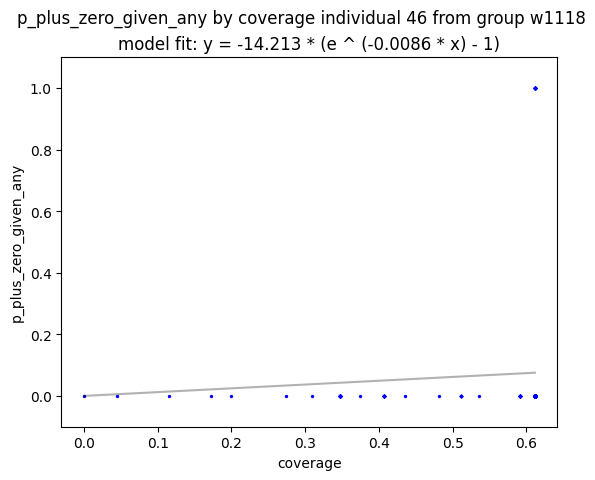 p_plus_zero_given_any by coverage individual 46 from group w1118
model fit: y = -14.213 * (e ^ (-0.0086 * x) - 1)
1.0
0.8
0.6
0.4
0.2
0.0
p_plus_zero_given_any
0.0 0.1 0.2 0.3 0.4 0.5 0.6
coverage